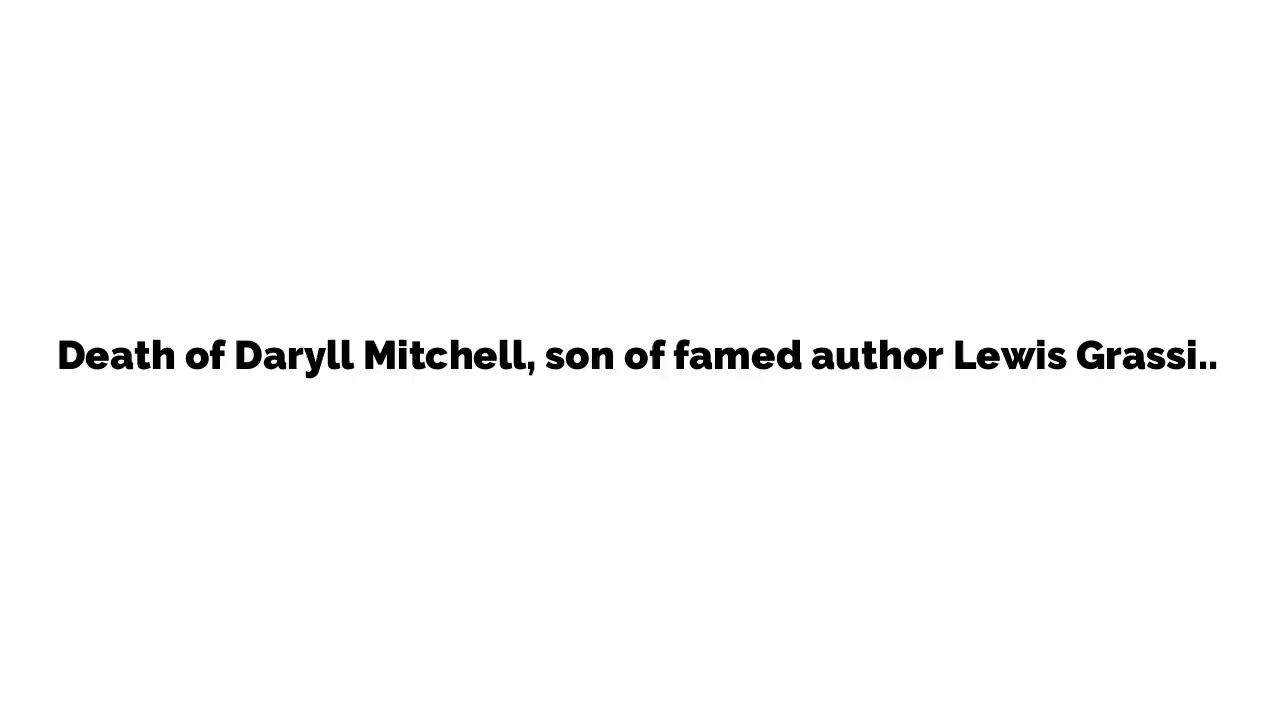 Death of Daryll Mitchell, son of famed author Lewis Grassi..